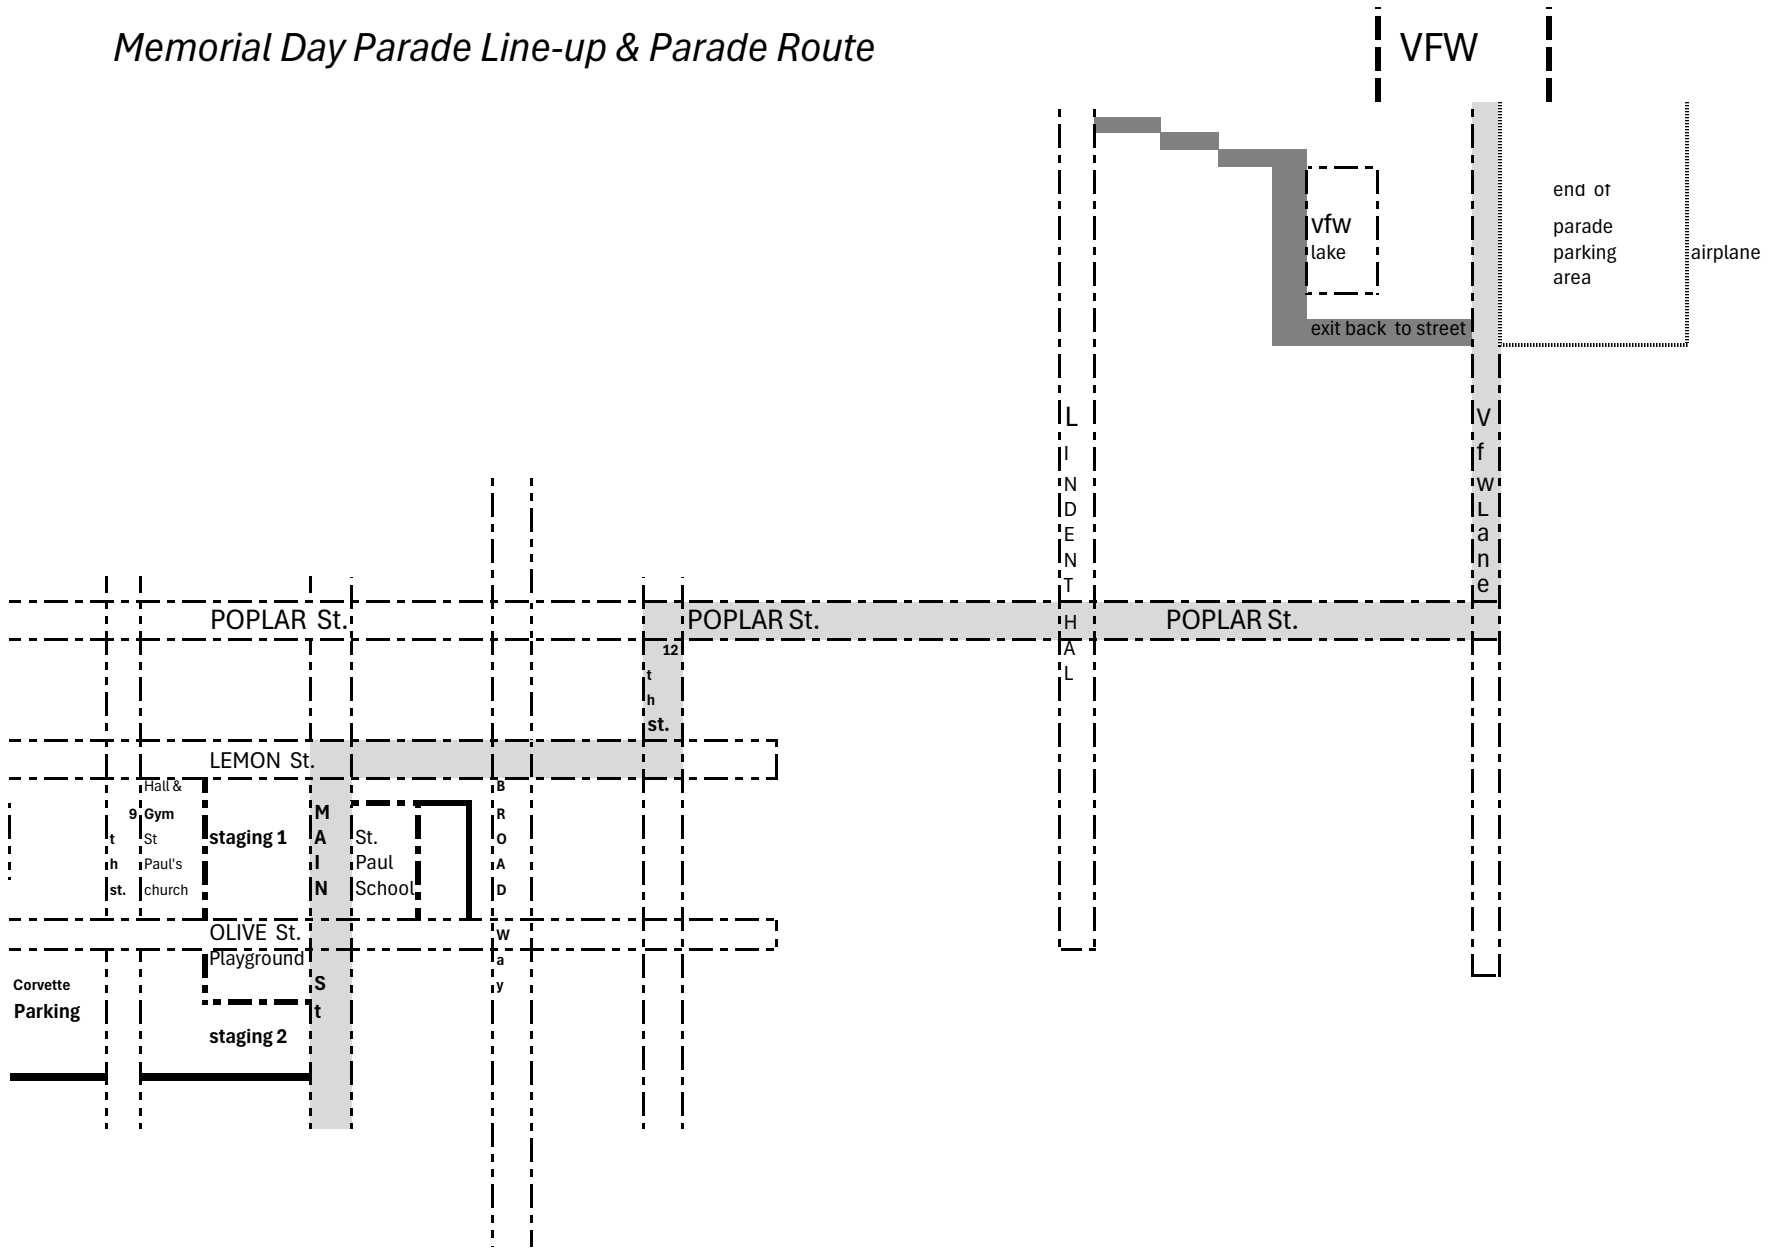 Memorial Day Parade Line-up & Parade Route
VFW
end of
parade
parking
area
airplane
vfw
lake
exit back to street
L
I
N
D
E
N
T
H
A
L
V
f
w
L
a
n
e
POPLAR St.
POPLAR St.
POPLAR St.
12
t
h
st.
LEMON St.
Hall &
Gym
St
Paul's
church
9
t
h
st.
staging 1
M
A
I
N
S
t
St.
Paul
School
B
R
O
A
D
W
a
y
OLIVE St.
Playground
Corvette
Parking
staging 2